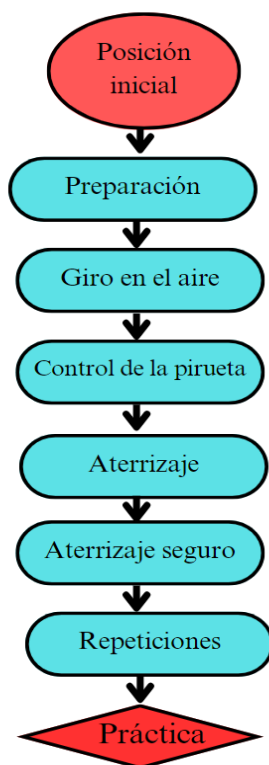 Posición
inicial
Preparación
Giro en el aire
Control de la pirueta
Aterrizaje
Aterrizaje seguro
Repeticiones
Práctica